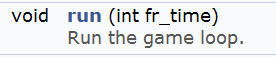 void run (int fr_time)
Run the game loop.